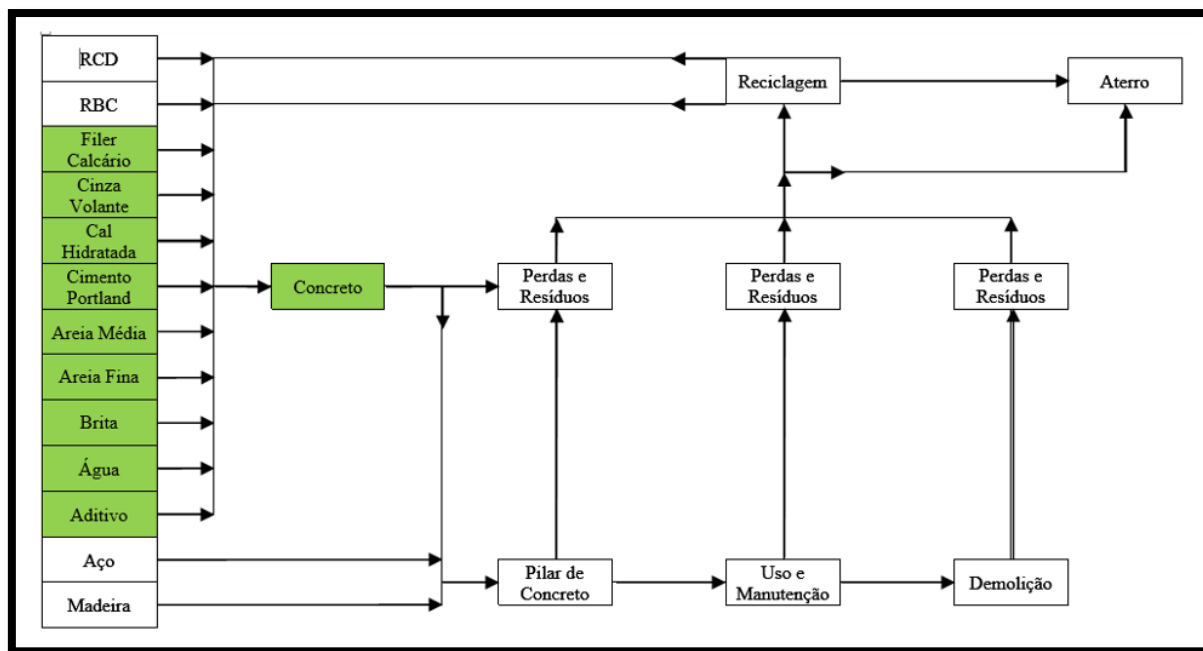 RCD
RBC
Filer
Calcário
Cinza
Volante
Cal
Hidratada
Cimento
Portland
Areia Média
Areia Fina
Brita
Água
Aditivo
Aço
Madeira
Concreto
Reciclagem
Aterro
Perdas e
Resíduos
Perdas e
Resíduos
Perdas e
Resíduos
Pilar de
Concreto
Uso e
Manutenção
Demolição